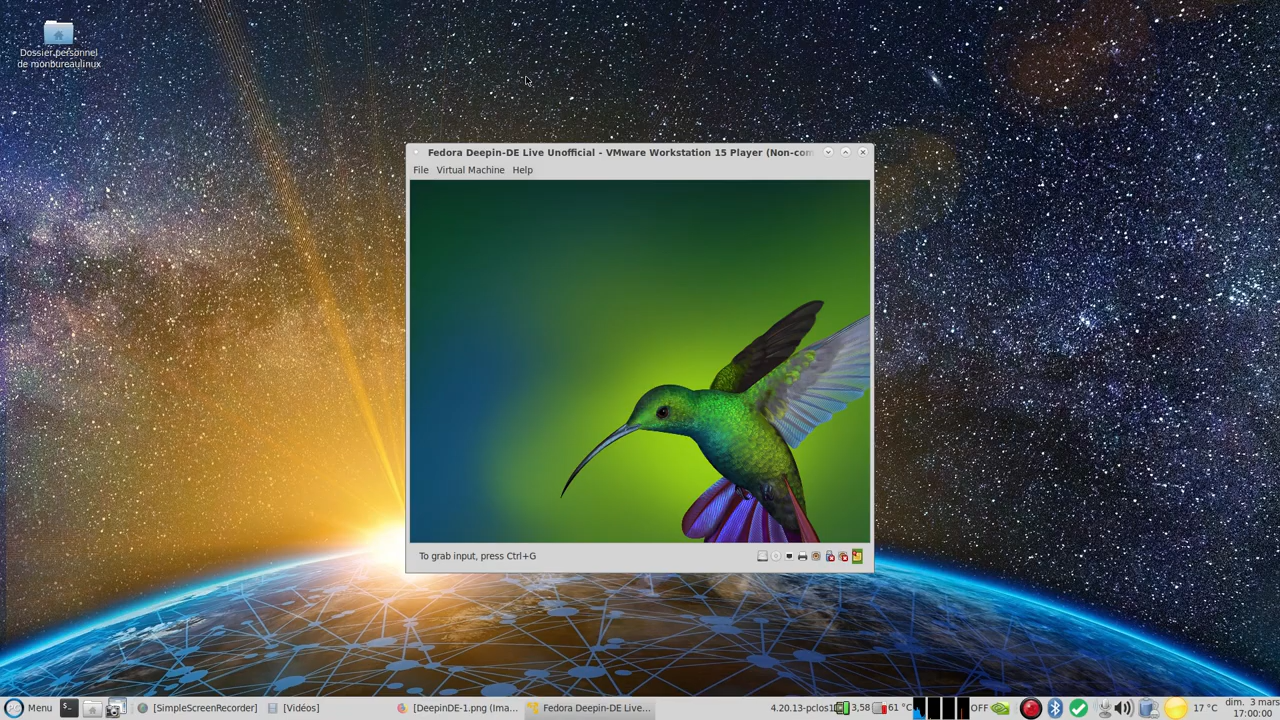 Dossier personnel
de monbureaulinux
Fedora Deepin-DE Live Unofficial - VMware Workstation 15 Player (Non-com
File Virtual Machine Help
To grab input, press Ctrl+G
Menu [SimpleScreenRecorder] [Vidéos] [DeepinDE-1.png (Ima... Fedora Deepin-DE Live... 4.20.13-pclos1 3,58 61 °C OFF 17 °C dim. 3 mars
17:00:00